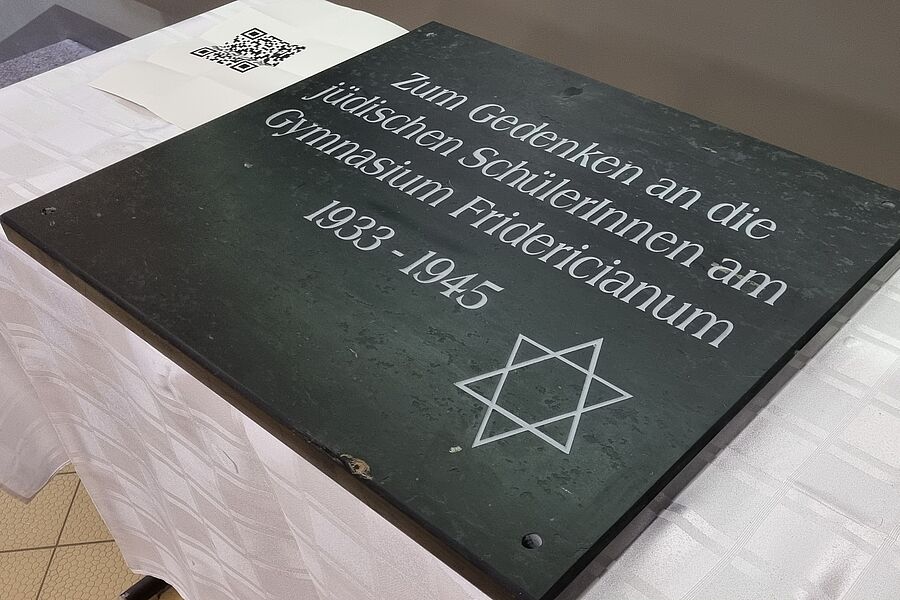 Zum Gedenken an die
jüdischen SchülerInnen am
Gymnasium Fridericianum
1933 - 1945